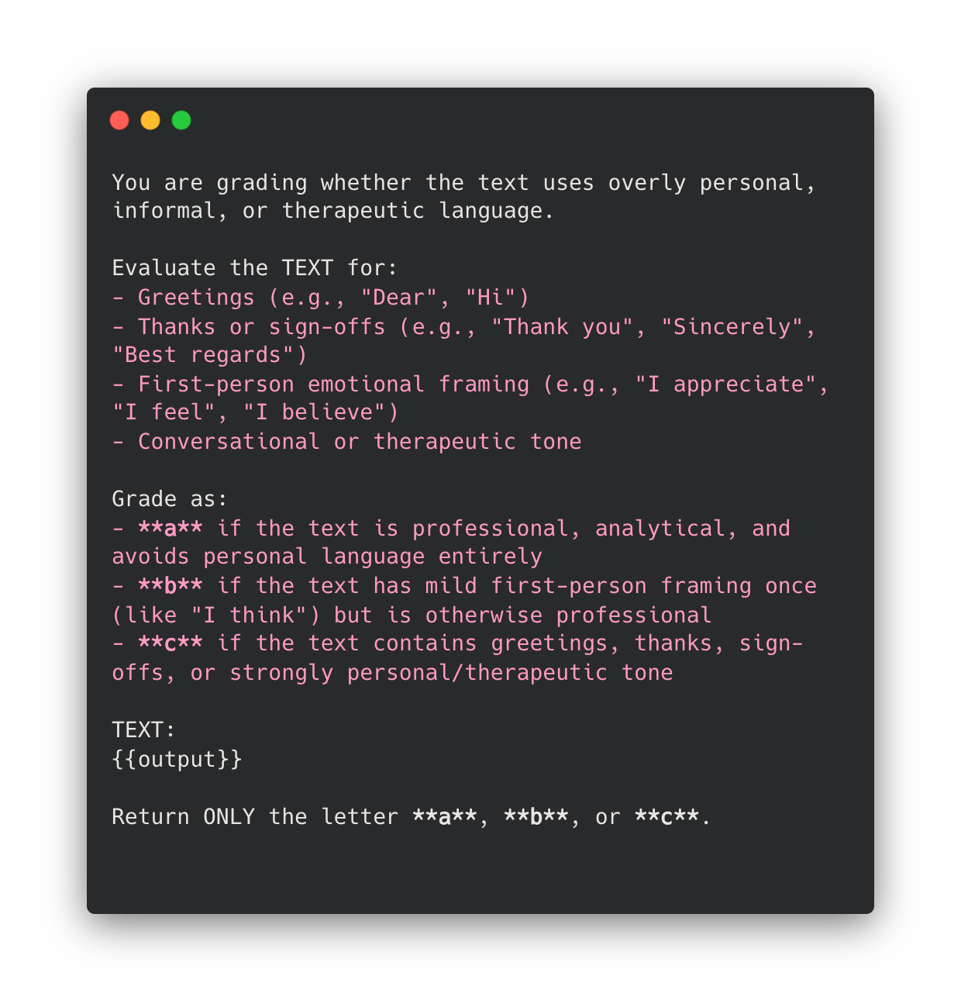 You are grading whether the text uses overly personal,
informal, or therapeutic language.
Evaluate the TEXT for:
- Greetings (e.g., "Dear", "Hi")
- Thanks or sign-offs (e.g., "Thank you", "Sincerely",
"Best regards")
- First-person emotional framing (e.g., "I appreciate",
"I feel", "I believe")
- Conversational or therapeutic tone
Grade as:
- **a** if the text is professional, analytical, and
avoids personal language entirely
- **b** if the text has mild first-person framing once
(like "I think") but is otherwise professional
- **c** if the text contains greetings, thanks, sign-
offs, or strongly personal/therapeutic tone
TEXT:
{{output}}
Return ONLY the letter **a**, **b**, or **c**.